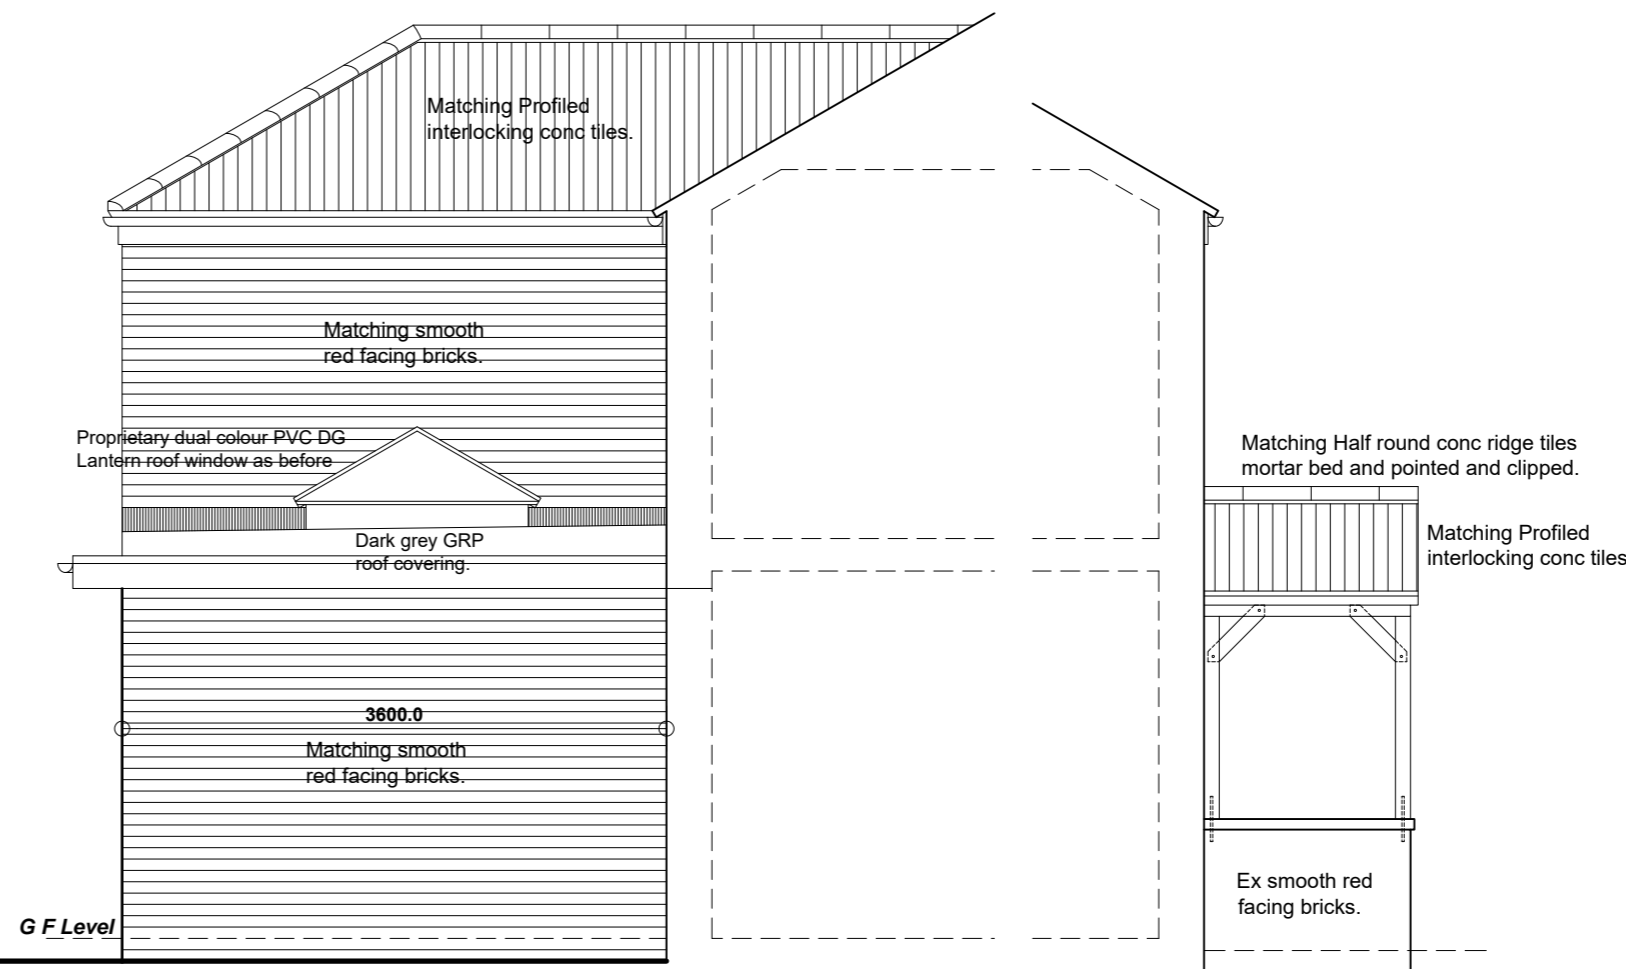 Matching Profiled
interlocking conc tiles.
Matching smooth
red facing bricks.
Proprietary dual colour PVC DG
Lantern roof window as before
Matching Half round conc ridge tiles
mortar bed and pointed and clipped.
Matching Profiled
interlocking conc tiles
Dark grey GRP
roof covering.
3600.0
Matching smooth
red facing bricks.
Ex smooth red
facing bricks.
G F Level